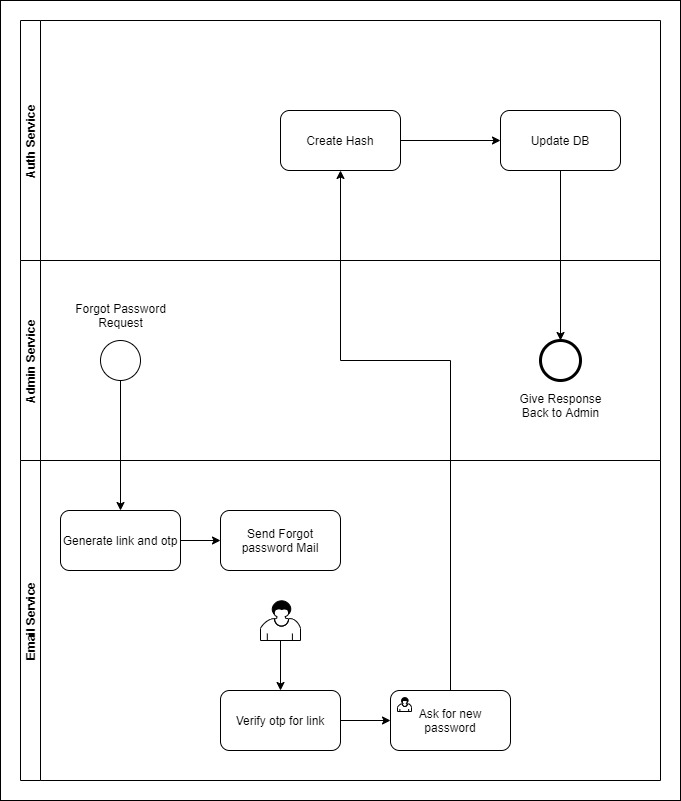 Auth Service
Create Hash
Update DB
Admin Service
Forgot Password
Request
Give Response
Back to Admin
Email Service
Generate link and otp
Send Forgot
password Mail
Verify otp for link
Ask for new
password